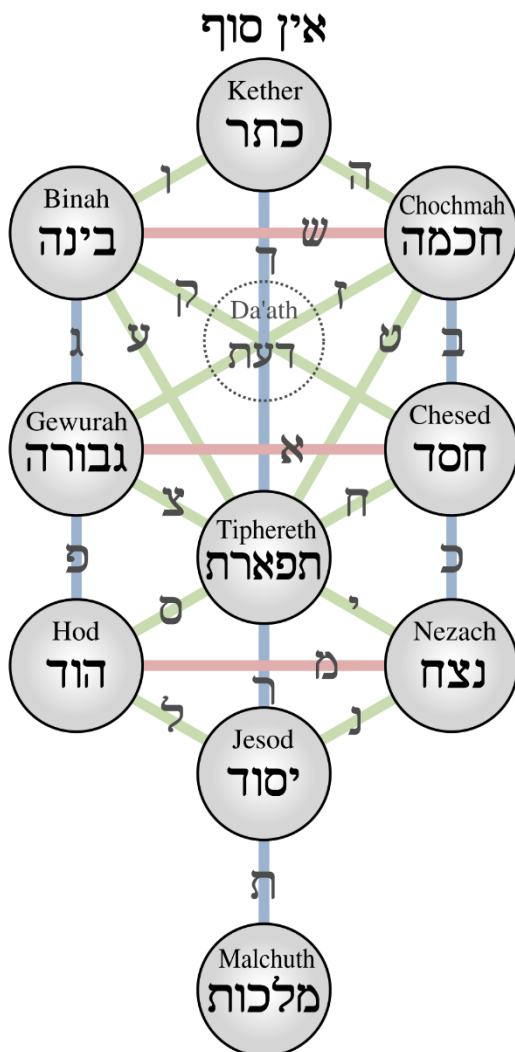 אין סוף
Kether
כתר
ו
ה
Binah
בינה
Chochmah
חכמה
ש
ד
ק
ז
Da'ath
דעת
ג
ע
ט
ב
Gewurah
גבורה
Chesed
חסד
א
צ
ח
Tiphereth
תפארת
פ
כ
ס
י
Hod
הוד
Nezach
נצח
מ
ר
ל
נ
Jesod
יסוד
ת
Malchuth
מלכות